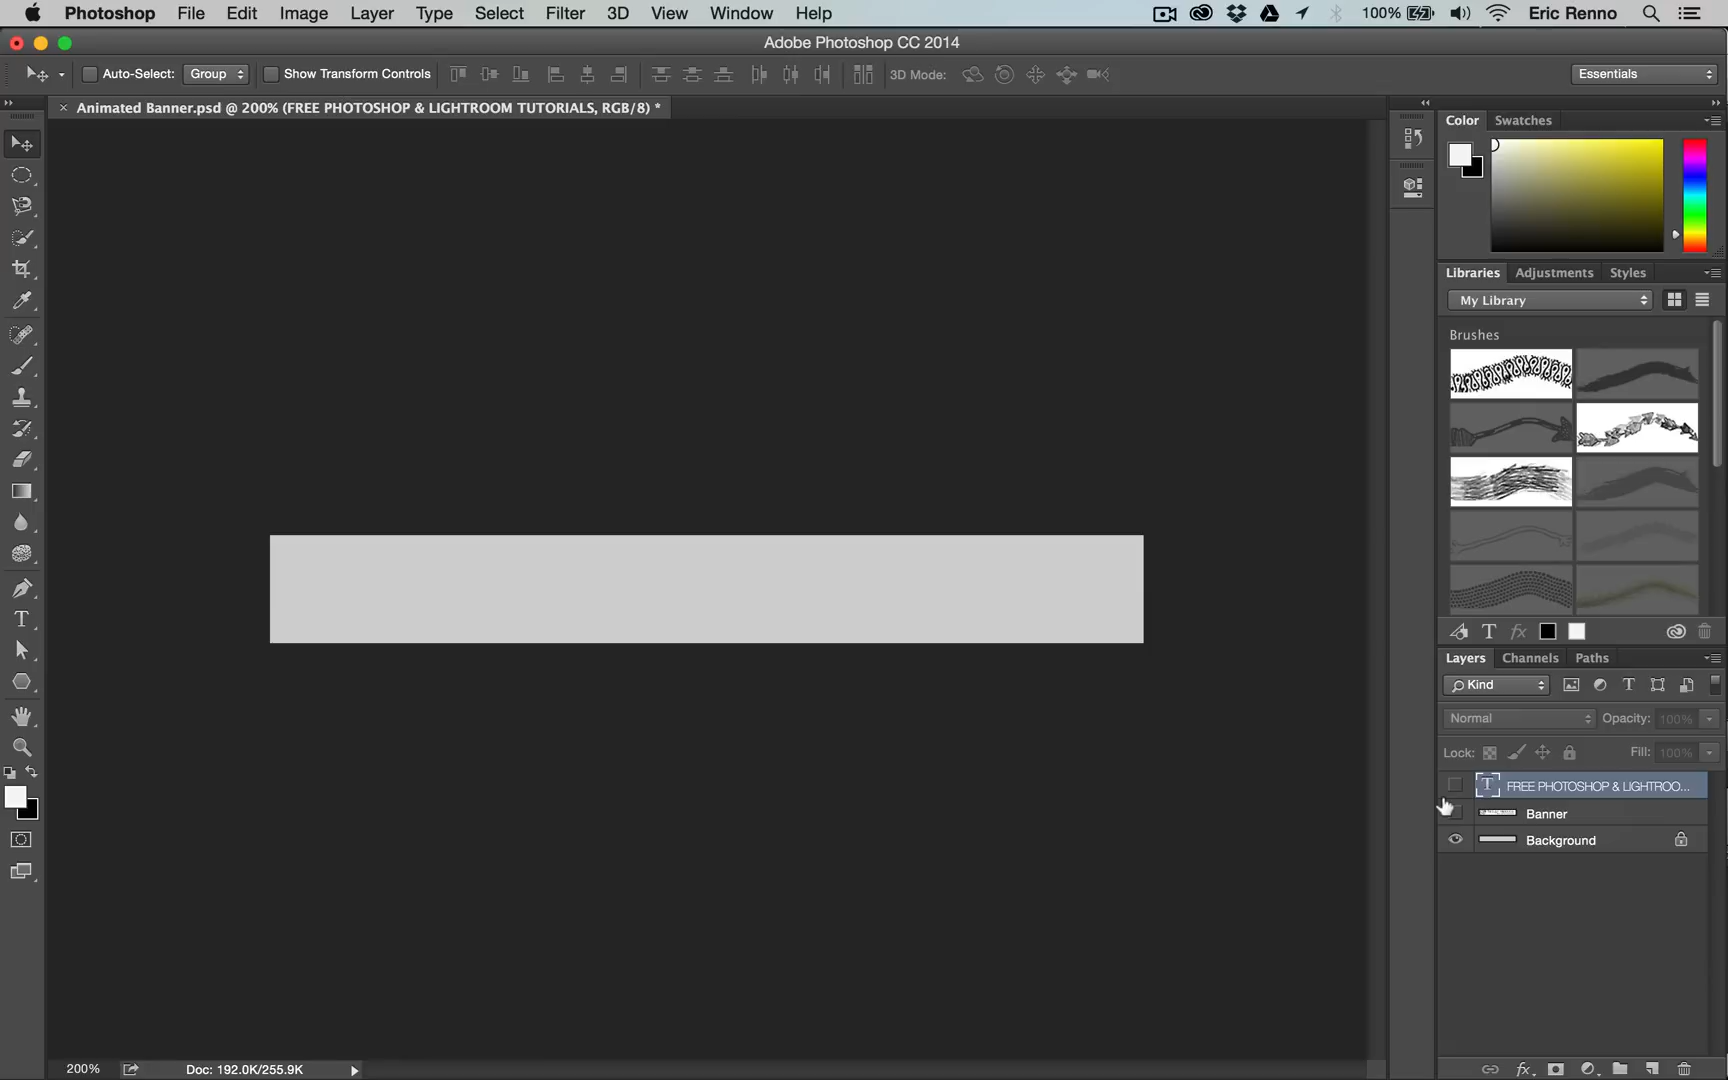 Photoshop File Edit Image Layer Type Select Filter 3D View Window Help 100% Eric Renno
Adobe Photoshop CC 2014
Auto-Select: Group Show Transform Controls 3D Mode: Essentials
Animated Banner.psd @ 200% (FREE PHOTOSHOP & LIGHTROOM TUTORIALS, RGB/8) *
Color Swatches
Libraries Adjustments Styles
My Library
Brushes
T fx
Layers Channels Paths
Kind T
Normal Opacity: 100%
Lock: Fill: 100%
T FREE PHOTOSHOP & LIGHTROO...
Banner
Background
200% Doc: 192.0K/255.9K fx